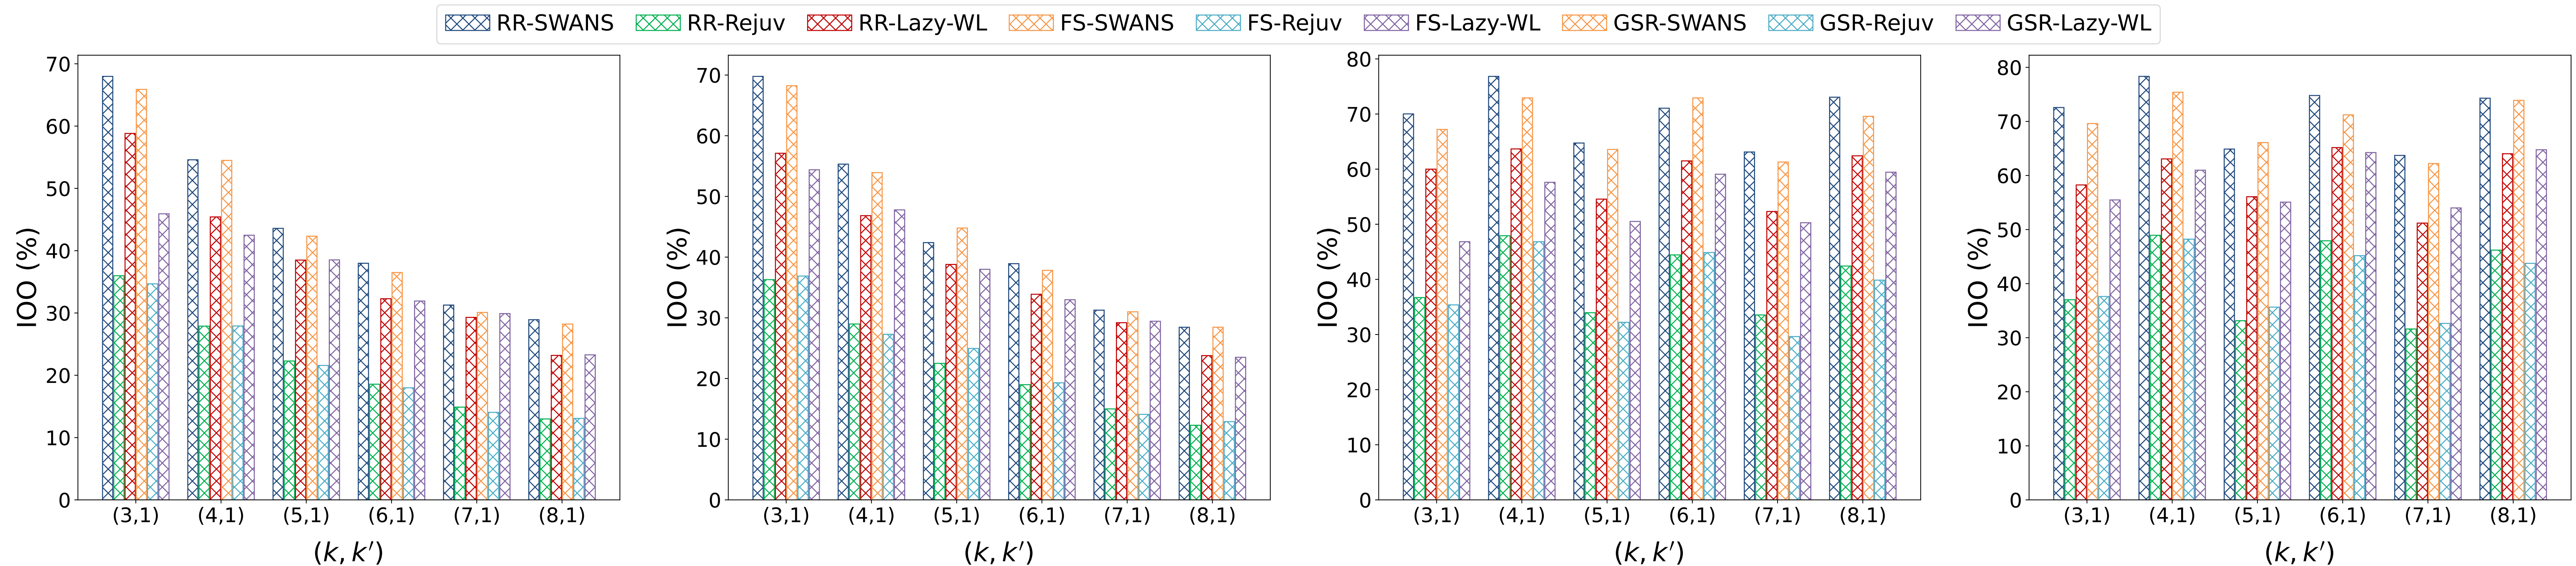 RR-SWANS RR-Rejuv RR-Lazy-WL FS-SWANS FS-Rejuv FS-Lazy-WL GSR-SWANS GSR-Rejuv GSR-Lazy-WL
IOO (%)
70
60
50
40
30
20
10
0
(3,1) (4,1) (5,1) (6,1) (7,1) (8,1)
(k, k′)
IOO (%)
70
60
50
40
30
20
10
0
(3,1) (4,1) (5,1) (6,1) (7,1) (8,1)
(k, k′)
IOO (%)
80
70
60
50
40
30
20
10
0
(3,1) (4,1) (5,1) (6,1) (7,1) (8,1)
(k, k′)
IOO (%)
80
70
60
50
40
30
20
10
0
(3,1) (4,1) (5,1) (6,1) (7,1) (8,1)
(k, k′)